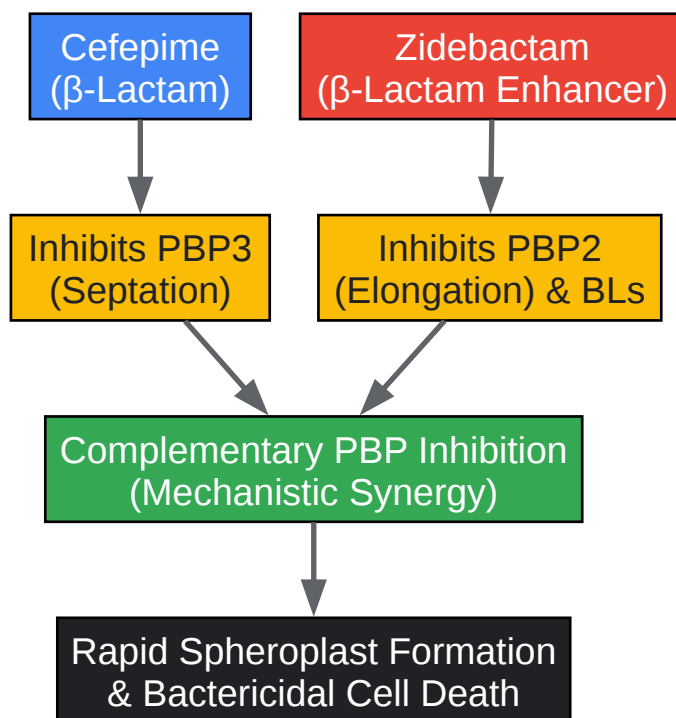 Cefepime
(β-Lactam)
Zidebactam
(β-Lactam Enhancer)
Inhibits PBP3
(Septation)
Inhibits PBP2
(Elongation) & BLs
Complementary PBP Inhibition
(Mechanistic Synergy)
Rapid Spheroplast Formation
& Bactericidal Cell Death